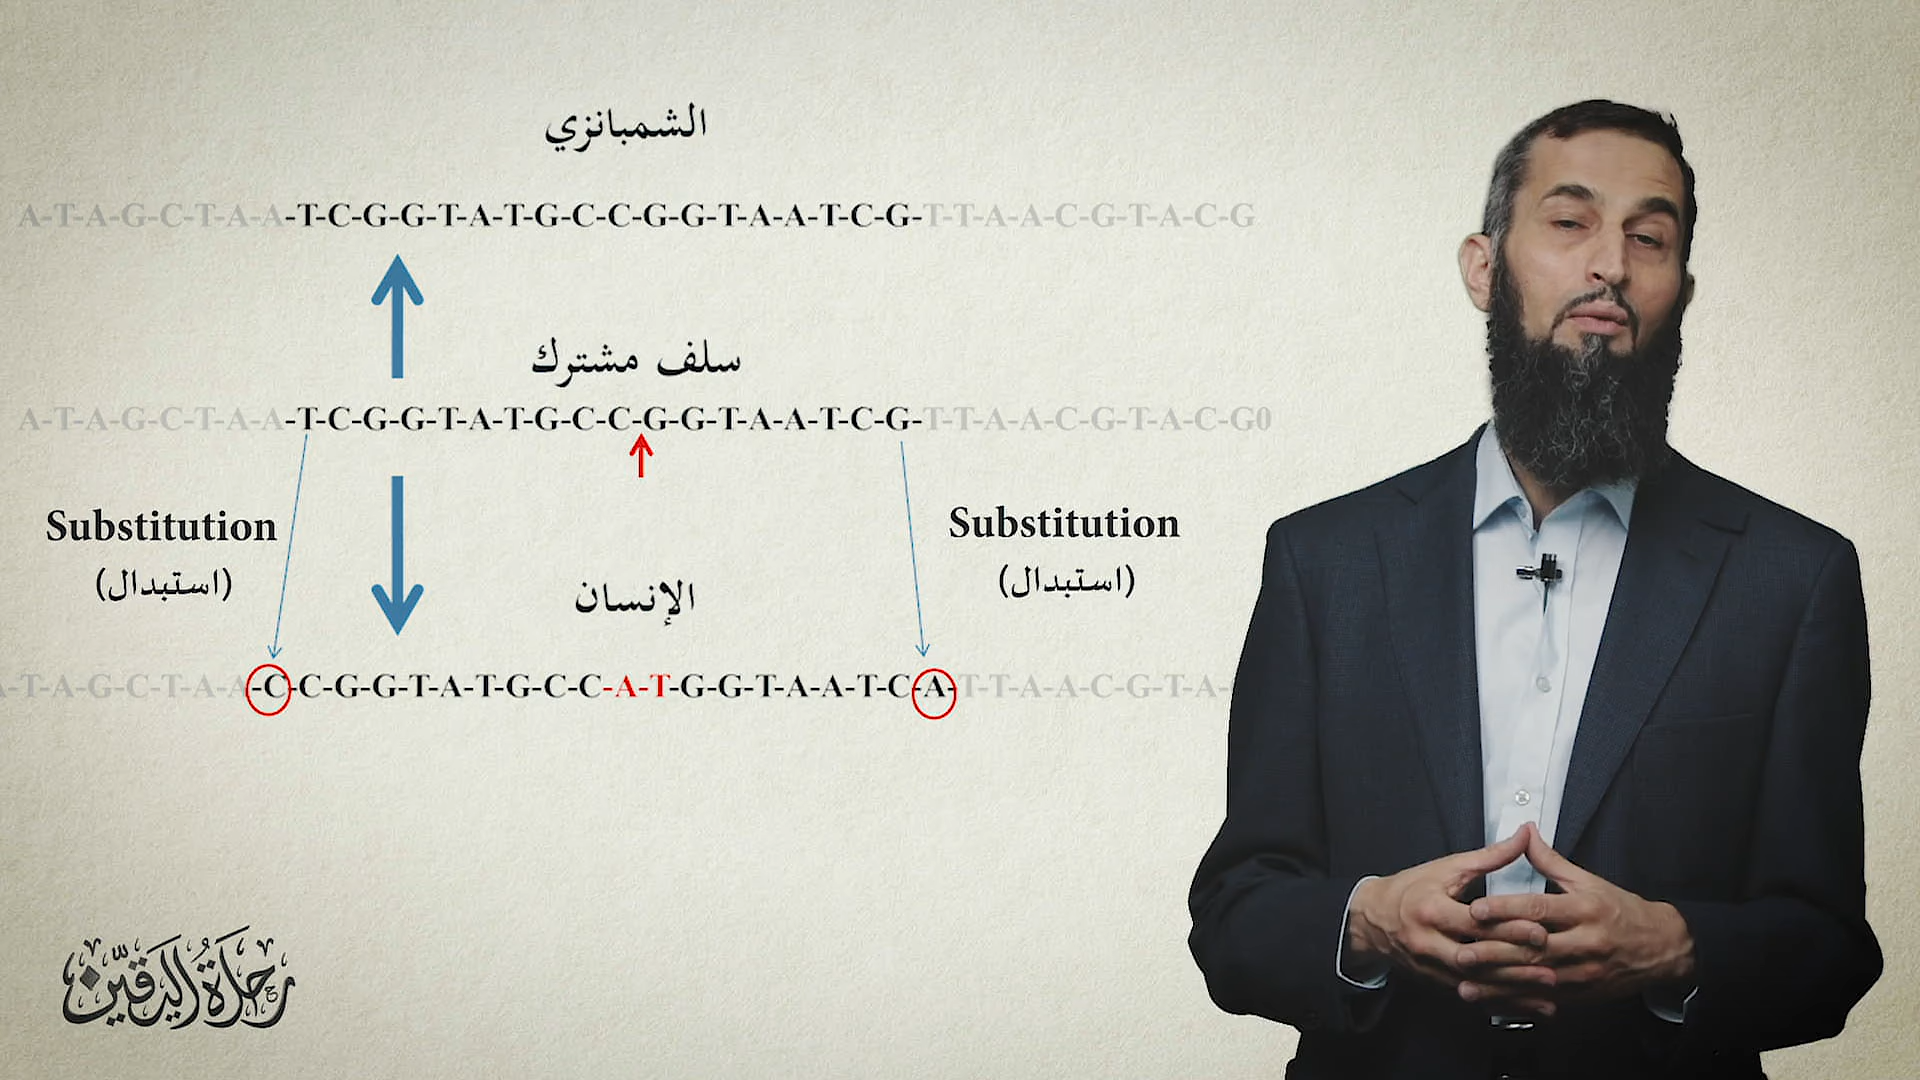 الشمبانزي
A-T-A-G-C-T-A-A-T-C-G-G-T-A-T-G-C-C-G-G-T-A-A-T-C-G-T-T-A-A-C-G-T-A-C-G
سلف مشترك
A-T-A-G-C-T-A-A-T-C-G-G-T-A-T-G-C-C-G-G-T-A-A-T-C-G-T-T-A-A-C-G-T-A-C-G0
Substitution
(استبدال)
Substitution
(استبدال)
الإنسان
A-T-A-G-C-T-A-A-C-C-G-G-T-A-T-G-C-C-A-T-G-G-T-A-A-T-C-A-T-T-A-A-C-G-T-A-
رحلة اليقين